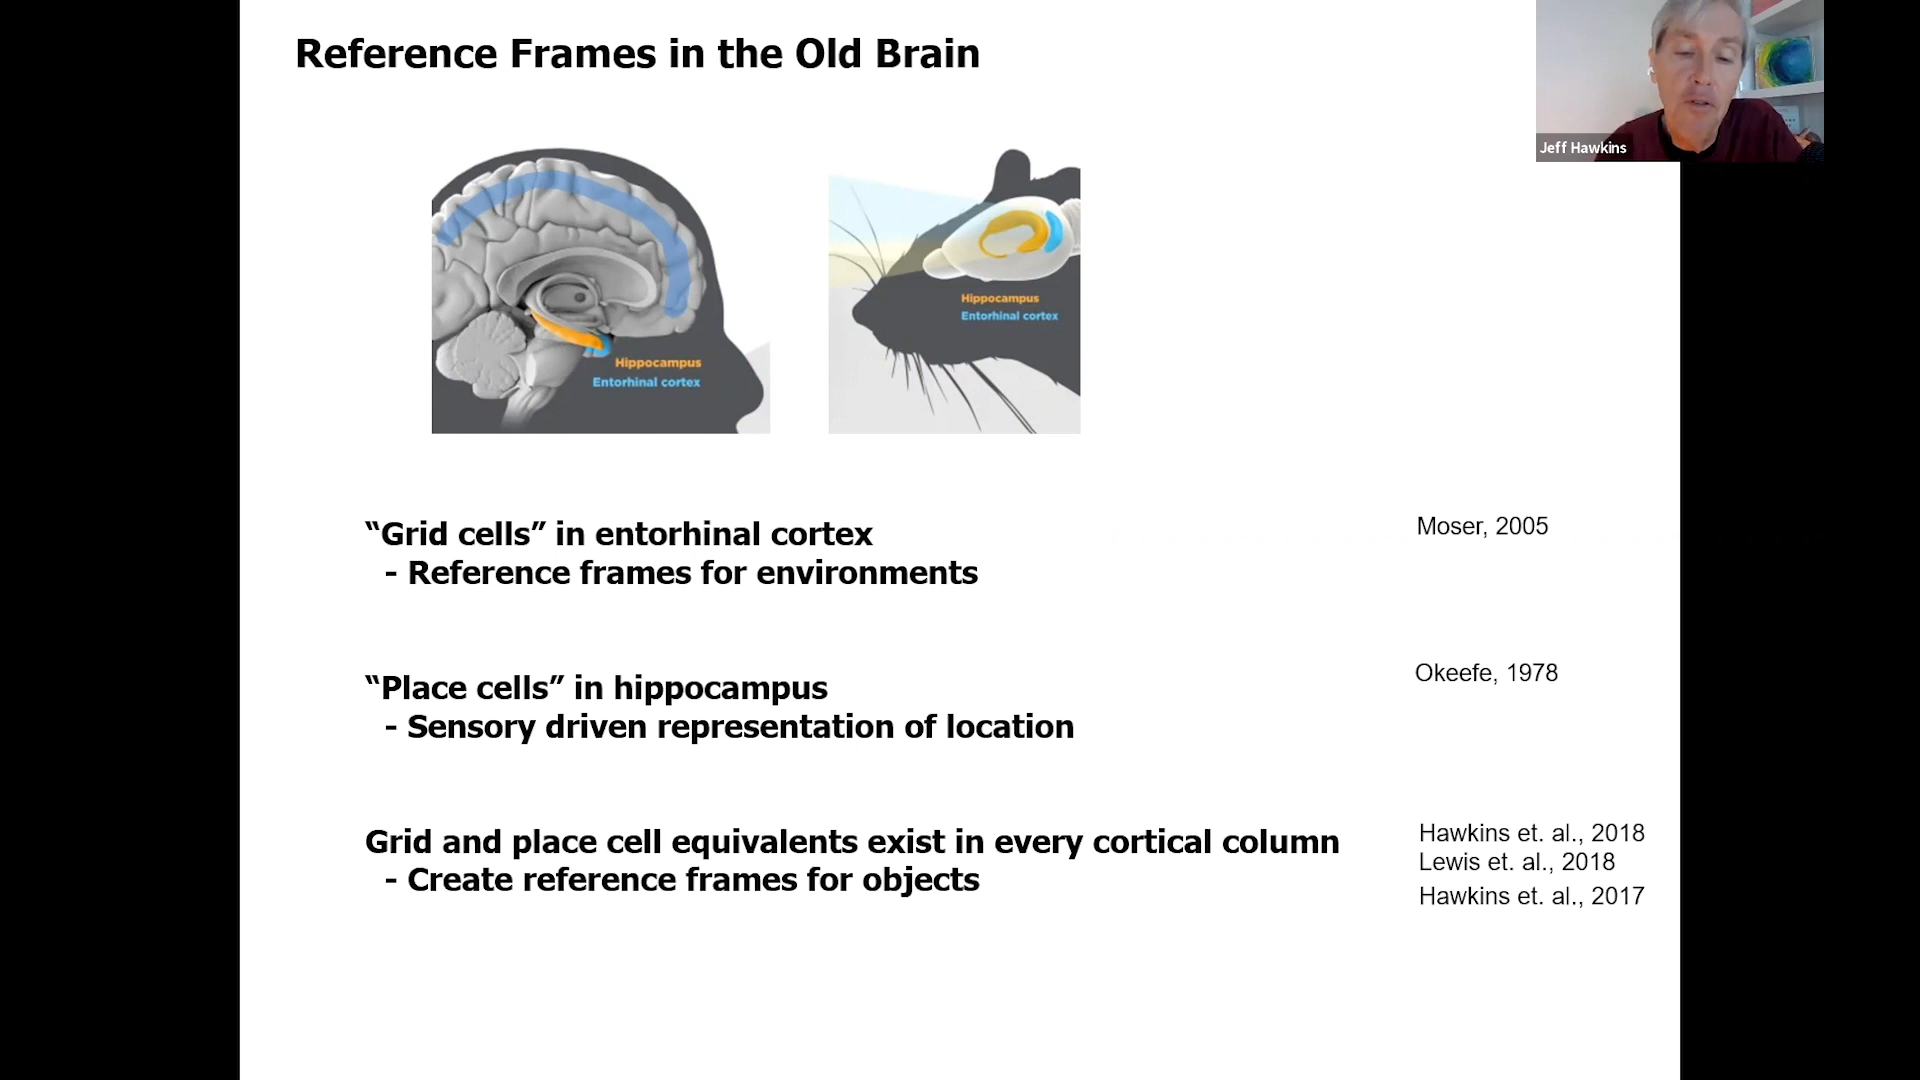 Reference Frames in the Old Brain
Jeff Hawkins
Hippocampus
Entorhinal cortex
Hippocampus
Entorhinal cortex
“Grid cells” in entorhinal cortex
- Reference frames for environments
Moser, 2005
“Place cells” in hippocampus
- Sensory driven representation of location
Okeefe, 1978
Grid and place cell equivalents exist in every cortical column
- Create reference frames for objects
Hawkins et. al., 2018
Lewis et. al., 2018
Hawkins et. al., 2017